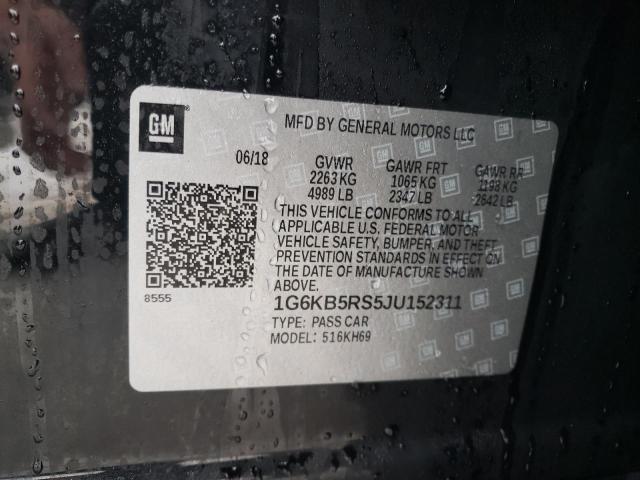 GM
MFD BY GENERAL MOTORS LLC
06/18 GVWR GAWR FRT GAWR RR
2263 KG 1065 KG 1198 KG
4989 LB 2347 LB 2642 LB
THIS VEHICLE CONFORMS TO ALL
APPLICABLE U.S. FEDERAL MOTOR
VEHICLE SAFETY, BUMPER, AND THEFT
PREVENTION STANDARDS IN EFFECT ON
THE DATE OF MANUFACTURE SHOWN
ABOVE.
8555
1G6KB5RS5JU152311
TYPE: PASS CAR
MODEL: 516KH69